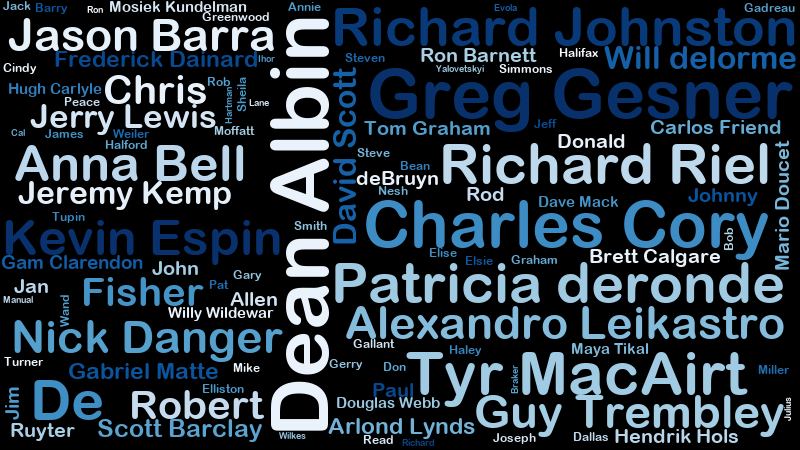 Jack
Barry
Ron
Mosiek Kundelman
Greenwood
Annie
Evola
Gadreau
Jason Barra
Dean Albin
Richard Johnston
Frederick Dainard
Ihor
Steven
Ron Barnett
Halifax
Will delorme
Cindy
Hugh Carlyle
Chris
Rob
Hartman
Sheila
David Scott
Yalovetskyi
Simmons
Greg Gesner
Peace
Lane
Jerry Lewis
Moffatt
Tom Graham
Jeff
Carlos Friend
Cal
James
Weiler
Halford
Donald
Anna Bell
Steve
Bean
deBruyn
Richard Riel
Mario Doucet
Jeremy Kemp
Nesh
Rod
Dave Mack
Johnny
Tupin
Smith
Charles Cory
Bob
Kevin Espin
Gam Clarendon
John
Gary
Elise
Elsie
Graham
Brett Calgare
Jan
Fisher
Pat
Allen
Patricia deronde
Manual
Wand
Willy Wildewar
Alexandro Leikastro
Nick Danger
Gallant
Haley
Maya Tikal
Turner
Gabriel Matte
Mike
Gerry
Don
Tyr MacAirt
Braker
Miller
Jim
De
Elliston
Robert
Paul
Douglas Webb
Guy Trembley
Julius
Ruyter
Scott Barclay
Wilkes
Arlond Lynds
Read
Richard
Joseph
Dallas
Hendrik Hols